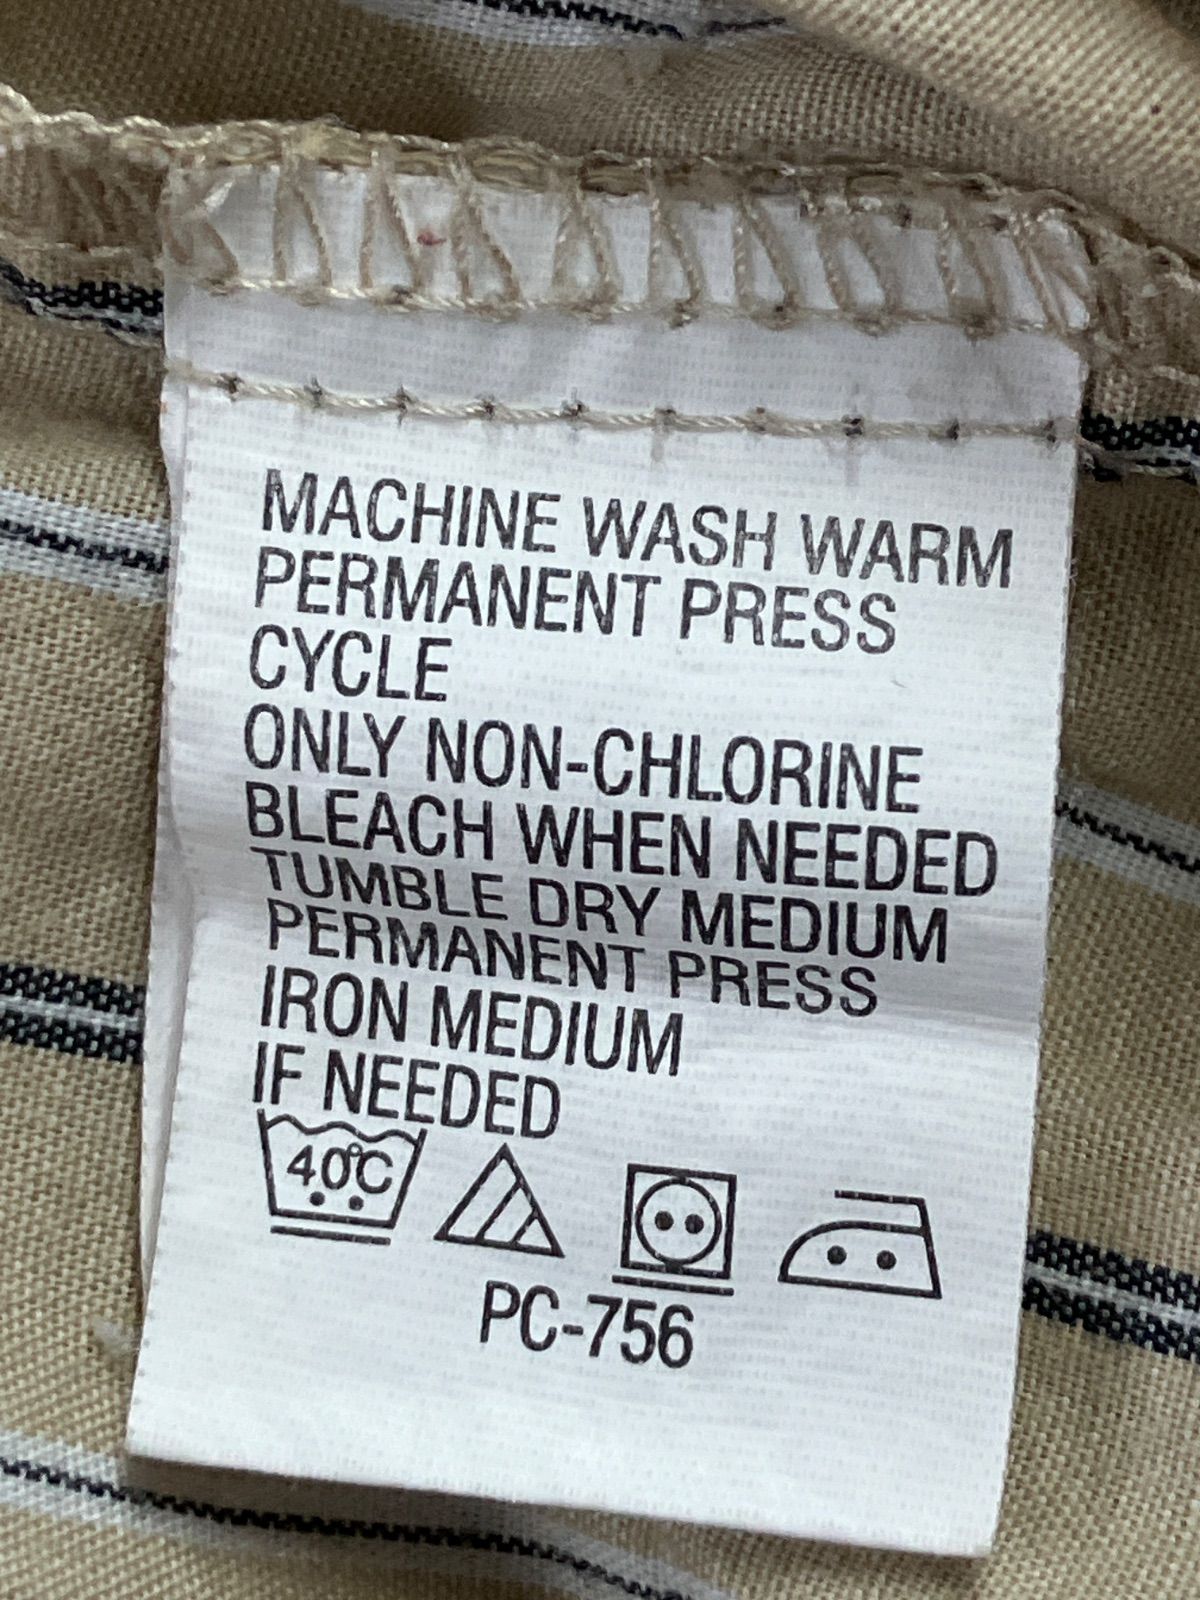 MACHINE WASH WARM
PERMANENT PRESS
CYCLE
ONLY NON-CHLORINE
BLEACH WHEN NEEDED
TUMBLE DRY MEDIUM
PERMANENT PRESS
IRON MEDIUM
IF NEEDED
40°C
PC-756